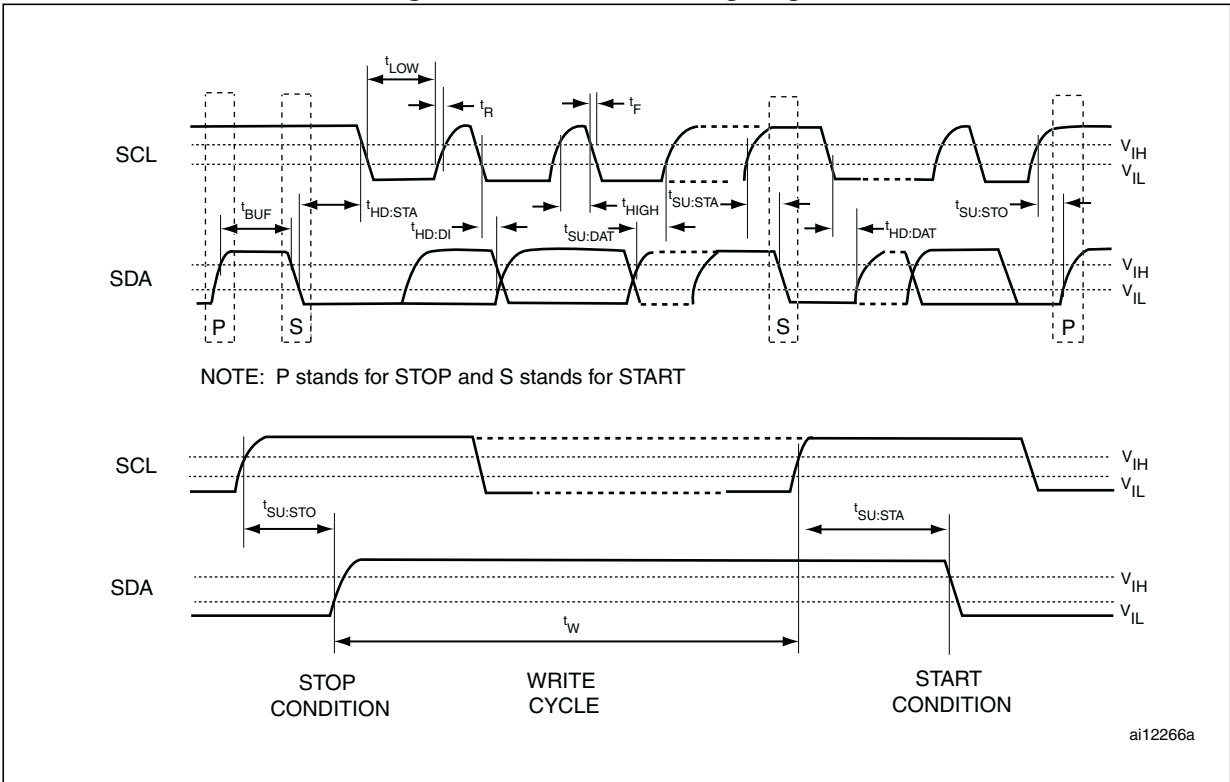 tLOW
tR
tF
SCL
VIH
VIL
tBUF
tHD:STA
tHD:DI
tSU:DAT
tHIGH
tSU:STA
tHD:DAT
tSU:STO
SDA
VIH
VIL
P
S
S
P
NOTE: P stands for STOP and S stands for START
SCL
VIH
VIL
tSU:STO
tSU:STA
SDA
VIH
VIL
tW
STOP
CONDITION
WRITE
CYCLE
START
CONDITION
ai12266a